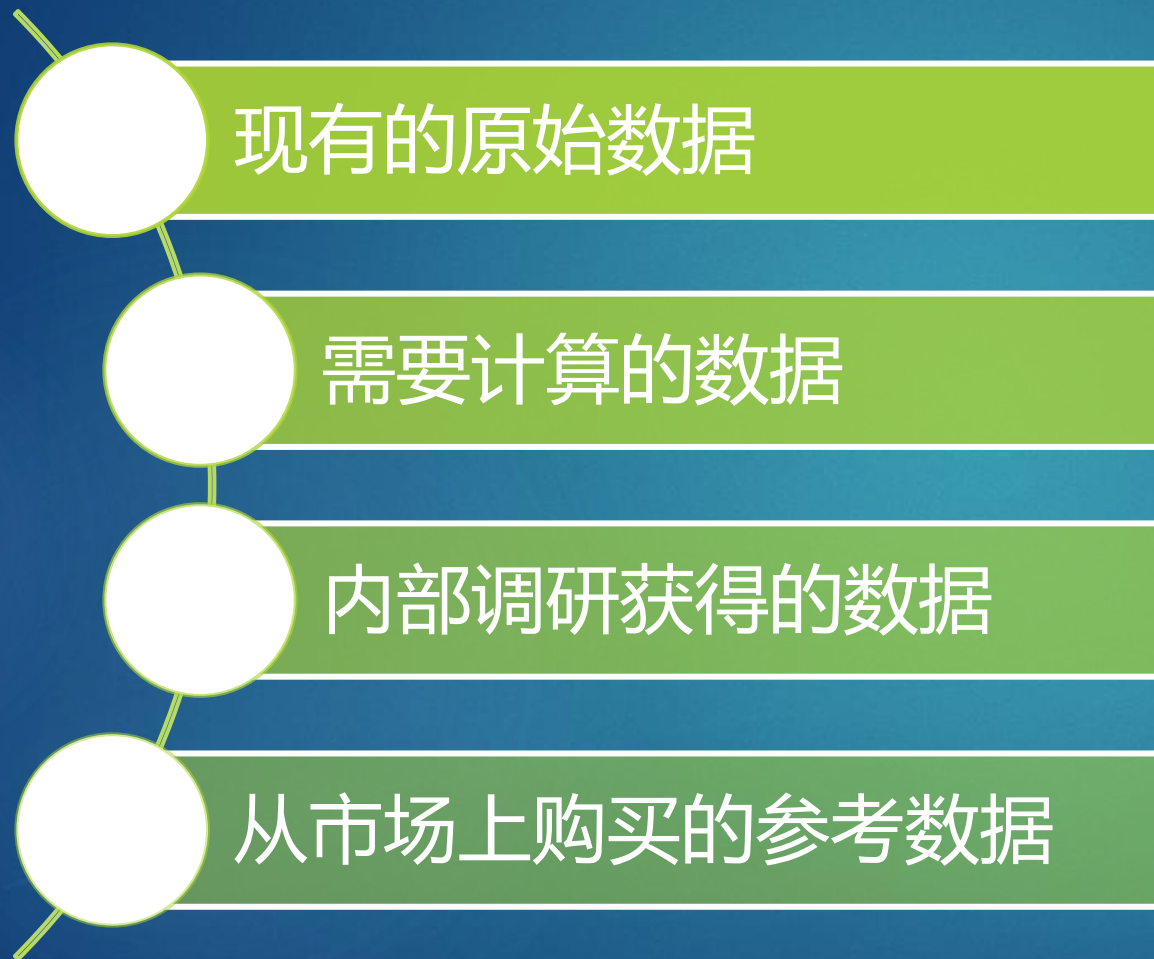 现有的原始数据
需要计算的数据
内部调研获得的数据
从市场上购买的参考数据